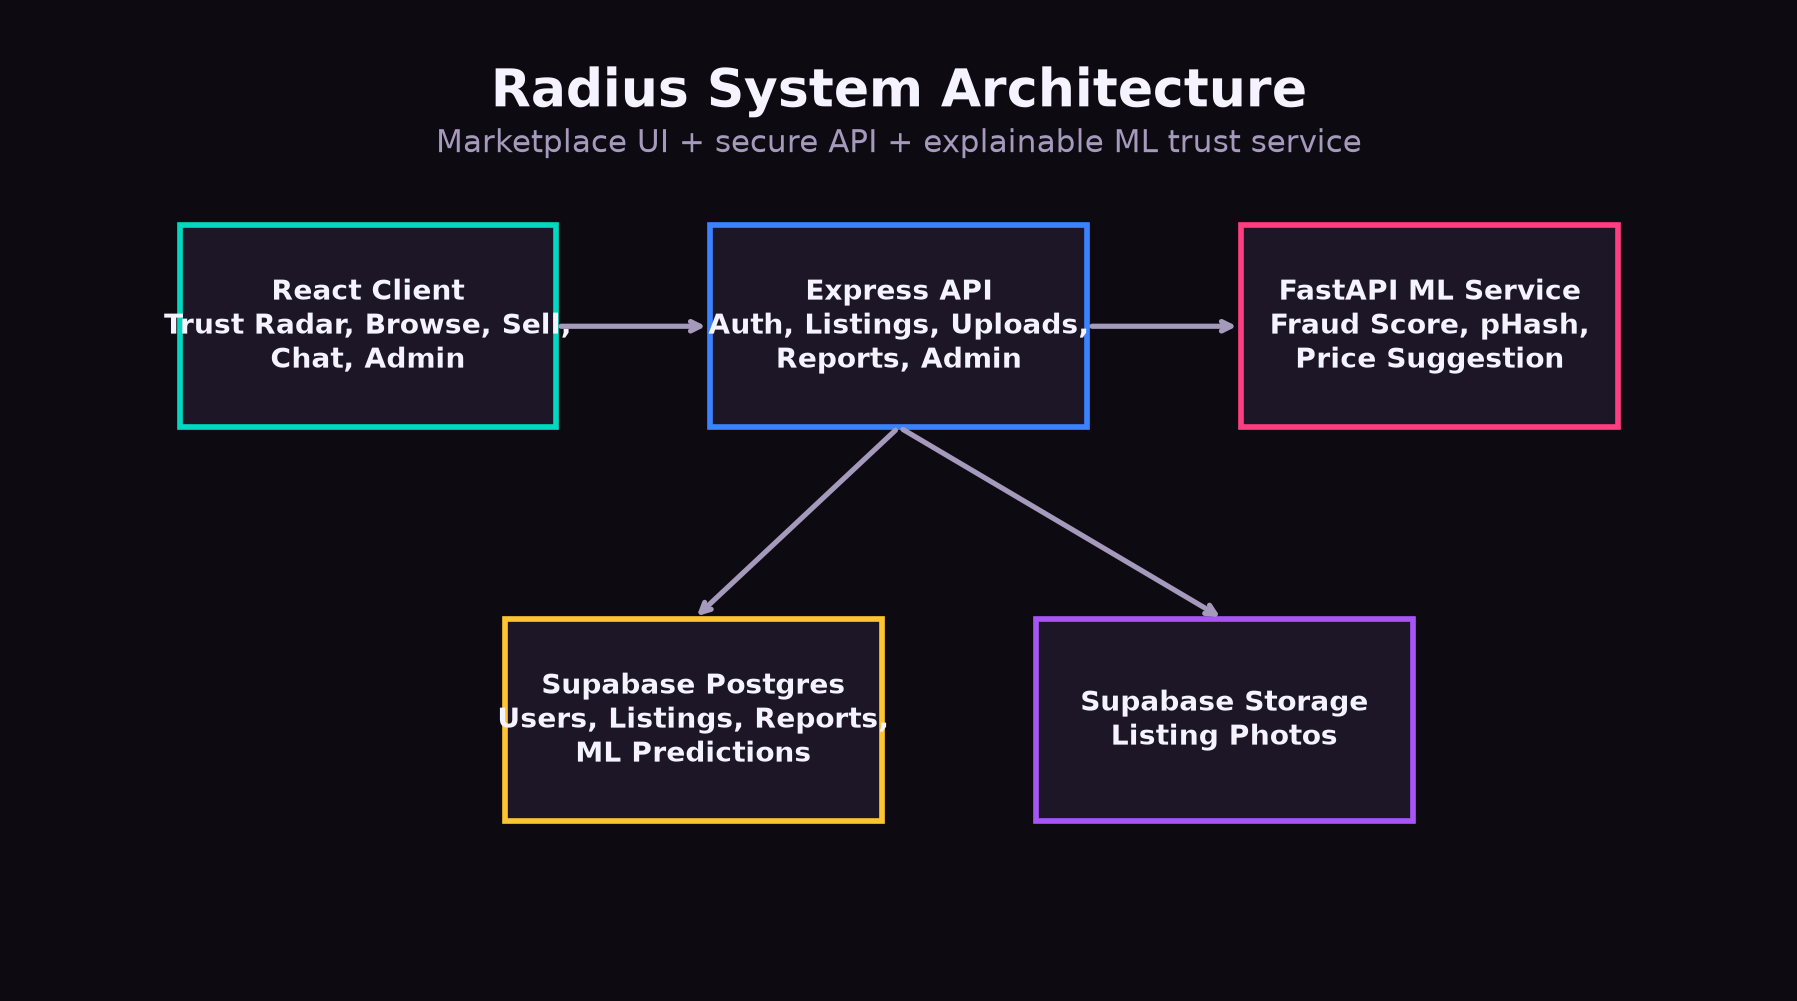 Radius System Architecture
Marketplace UI + secure API + explainable ML trust service
React Client
Trust Radar, Browse, Sell,
Chat, Admin
Express API
Auth, Listings, Uploads,
Reports, Admin
FastAPI ML Service
Fraud Score, pHash,
Price Suggestion
Supabase Postgres
Users, Listings, Reports,
ML Predictions
Supabase Storage
Listing Photos